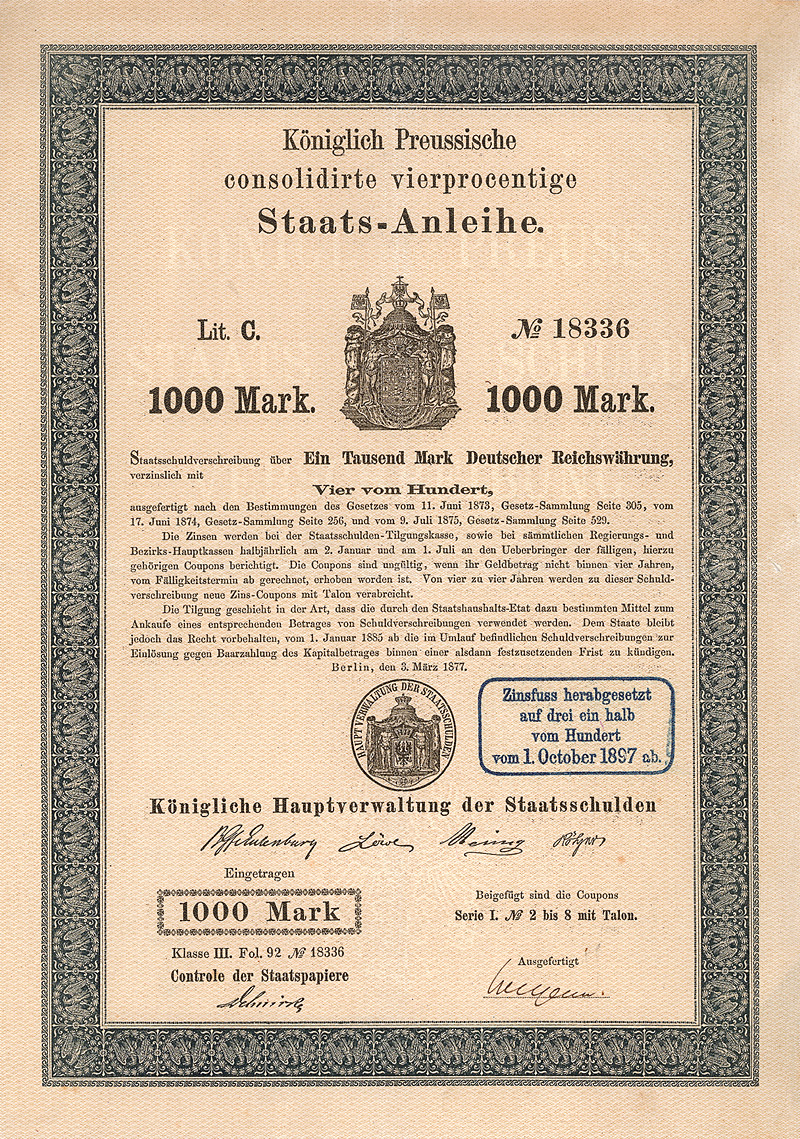 Königlich Preussische
consolidirte vierprocentige
Staats-Anleihe.
Lit. C.
№ 18336
1000 Mark.
1000 Mark.
Staatsschuldverschreibung über Ein Tausend Mark Deutscher Reichswährung,
verzinslich mit
Vier vom Hundert,
ausgefertigt nach den Bestimmungen des Gesetzes vom 11. Juni 1873, Gesetz-Sammlung Seite 305, vom
17. Juni 1874, Gesetz-Sammlung Seite 256, und vom 9. Juli 1875, Gesetz-Sammlung Seite 529.
Die Zinsen werden bei der Staatsschulden-Tilgungskasse, sowie bei sämmtlichen Regierungs- und
Bezirks-Hauptkassen halbjährlich am 2. Januar und am 1. Juli an den Ueberbringer der fälligen, hierzu
gehörigen Coupons berichtigt. Die Coupons sind ungültig, wenn ihr Geldbetrag nicht binnen vier Jahren,
vom Fälligkeitstermin ab gerechnet, erhoben worden ist. Von vier zu vier Jahren werden zu dieser Schuld-
verschreibung neue Zins-Coupons mit Talon verabreicht.
Die Tilgung geschieht in der Art, dass die durch den Staatshaushalts-Etat dazu bestimmten Mittel zum
Ankaufe eines entsprechenden Betrages von Schuldverschreibungen verwendet werden. Dem Staate bleibt
jedoch das Recht vorbehalten, vom 1. Januar 1885 ab die im Umlauf befindlichen Schuldverschreibungen zur
Einlösung gegen Baarzahlung des Kapitalbetrages binnen einer alsdann festzusetzenden Frist zu kündigen.
Berlin, den 3. März 1877.
HAUPTVERWALTUNG DER STAATSSCHULDEN
Zinsfuss herabgesetzt
auf drei ein halb
vom Hundert
vom 1. October 1897 ab.
Königliche Hauptverwaltung der Staatsschulden
Löwe
Eingetragen
1000 Mark
Klasse III. Fol. 92 № 18336
Controle der Staatspapiere
Beigefügt sind die Coupons
Serie I. № 2 bis 8 mit Talon.
Ausgefertigt